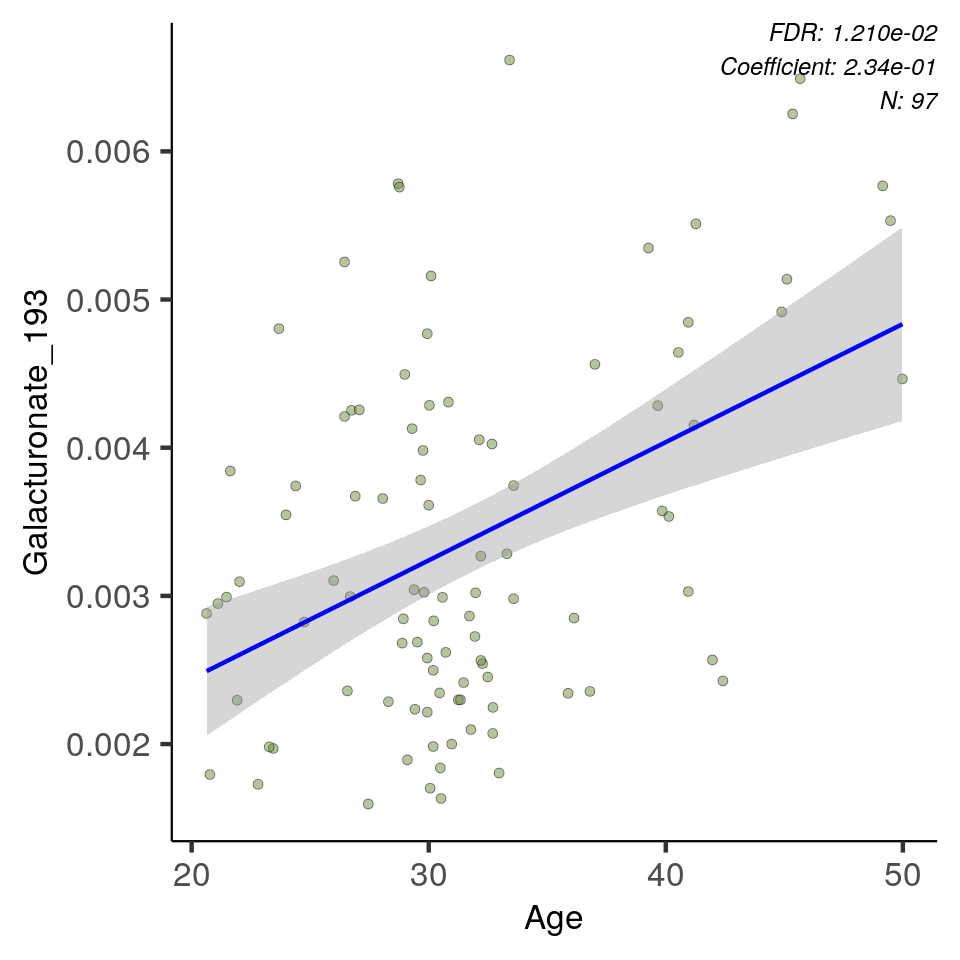 FDR: 1.210e-02
Coefficient: 2.34e-01
N: 97
Galacturonate_193
0.006
0.005
0.004
0.003
0.002
20 30 40 50
Age